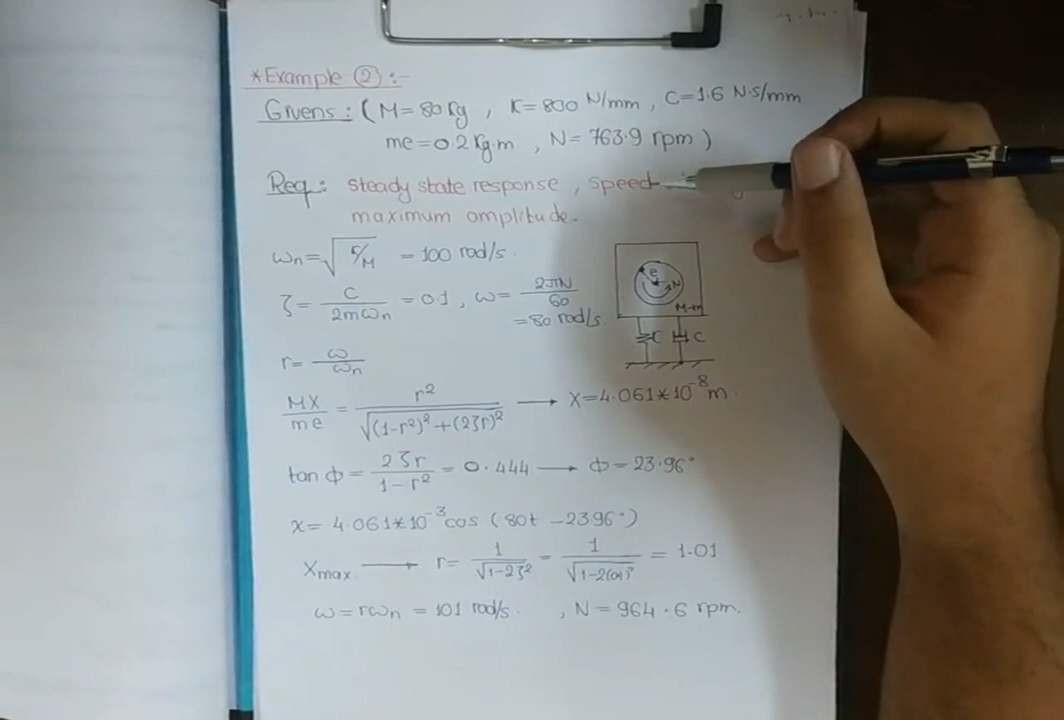 *Example ②:-
Givens: (M=80 Kg, K=800 N/mm, C=1.6 N.S/mm
me=0.2 Kg.m, N=763.9 rpm)
Req: steady state response, speed
maximum amplitude.
ωn=√K/M = 100 rad/s.
ζ= C/2mωn =0.1, ω= 2πN/60
=80 rad/s.
e
N
M-m
K C
r= ω/ωn
MX/me = r²/√(1-r²)²+(2ζr)² → X=4.061*10⁻⁸m.
tan ϕ= 2ζr/1-r² = 0.444 → ϕ=23.96°
x= 4.061*10⁻³cos (80t -23.96°)
Xmax → r= 1/√1-2ζ² = 1/√1-2(0.1)² = 1.01
ω=rωn = 101 rad/s. , N=964.6 rpm.